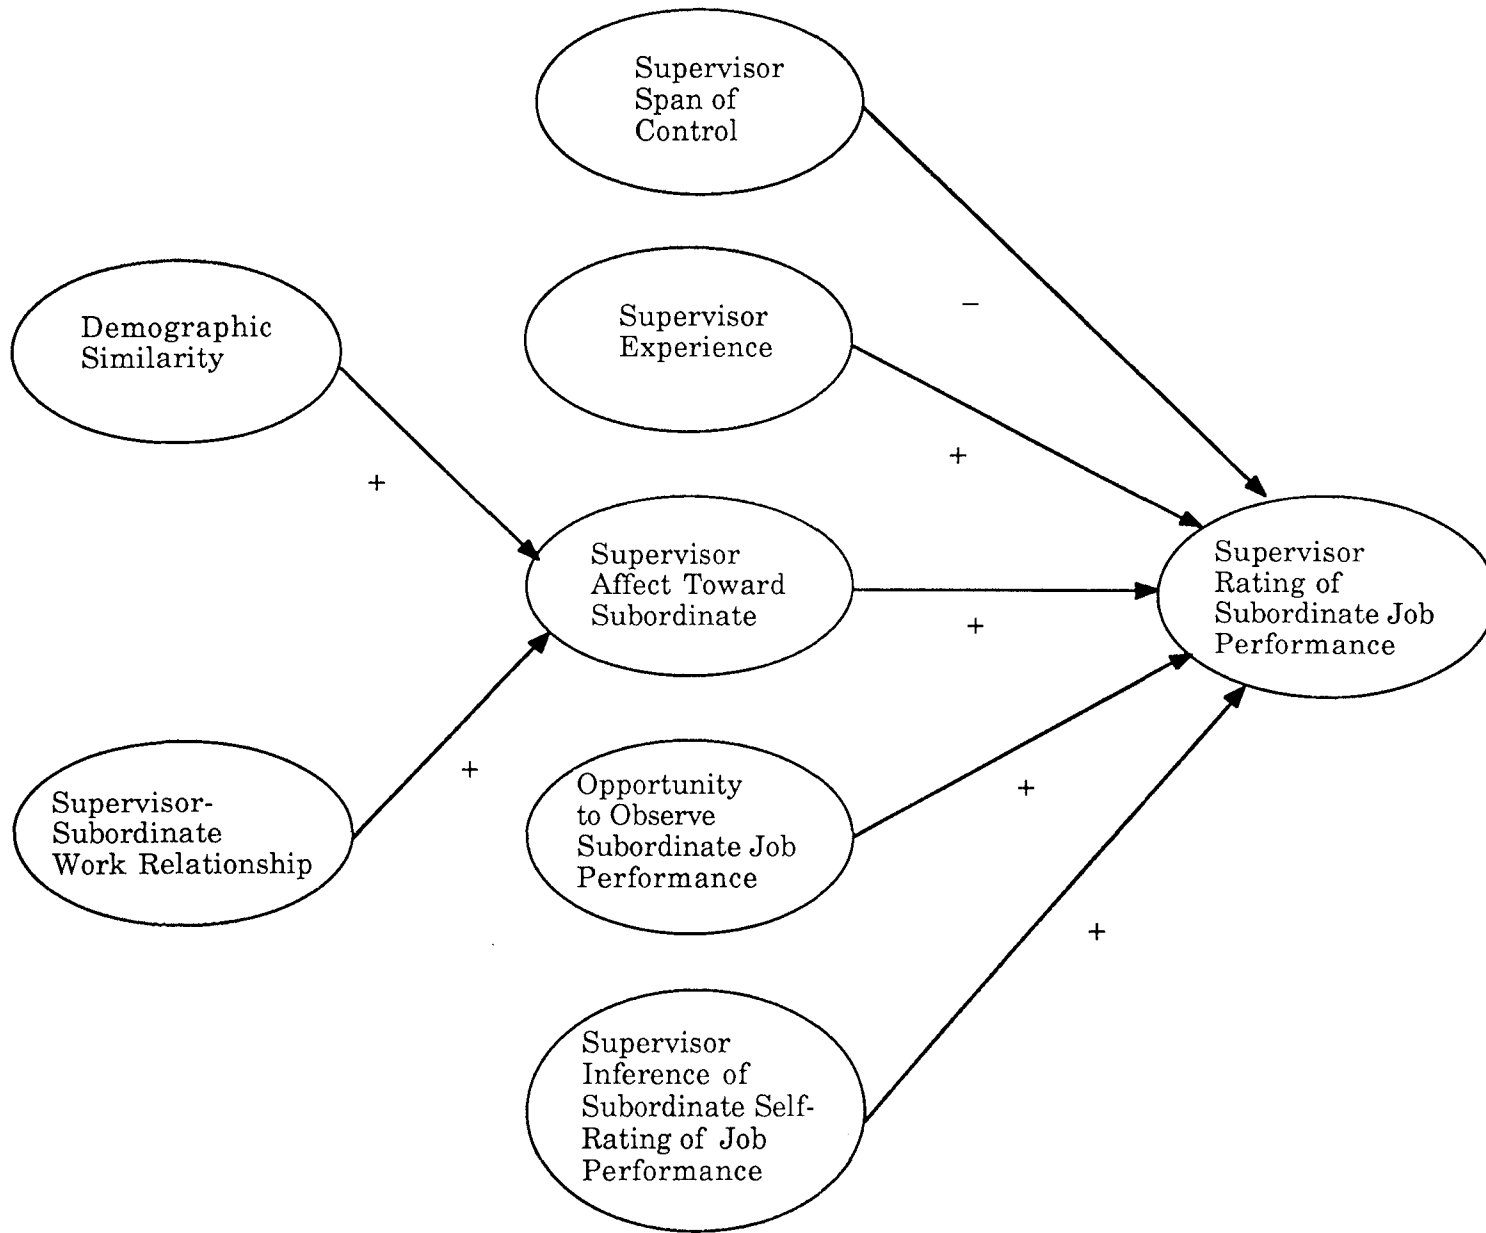 Supervisor
Span of
Control
−
Supervisor
Experience
+
Demographic
Similarity
+
Supervisor
Affect Toward
Subordinate
+
Supervisor
Rating of
Subordinate Job
Performance
Supervisor-
Subordinate
Work Relationship
+
Opportunity
to Observe
Subordinate Job
Performance
+
Supervisor
Inference of
Subordinate Self-
Rating of Job
Performance
+